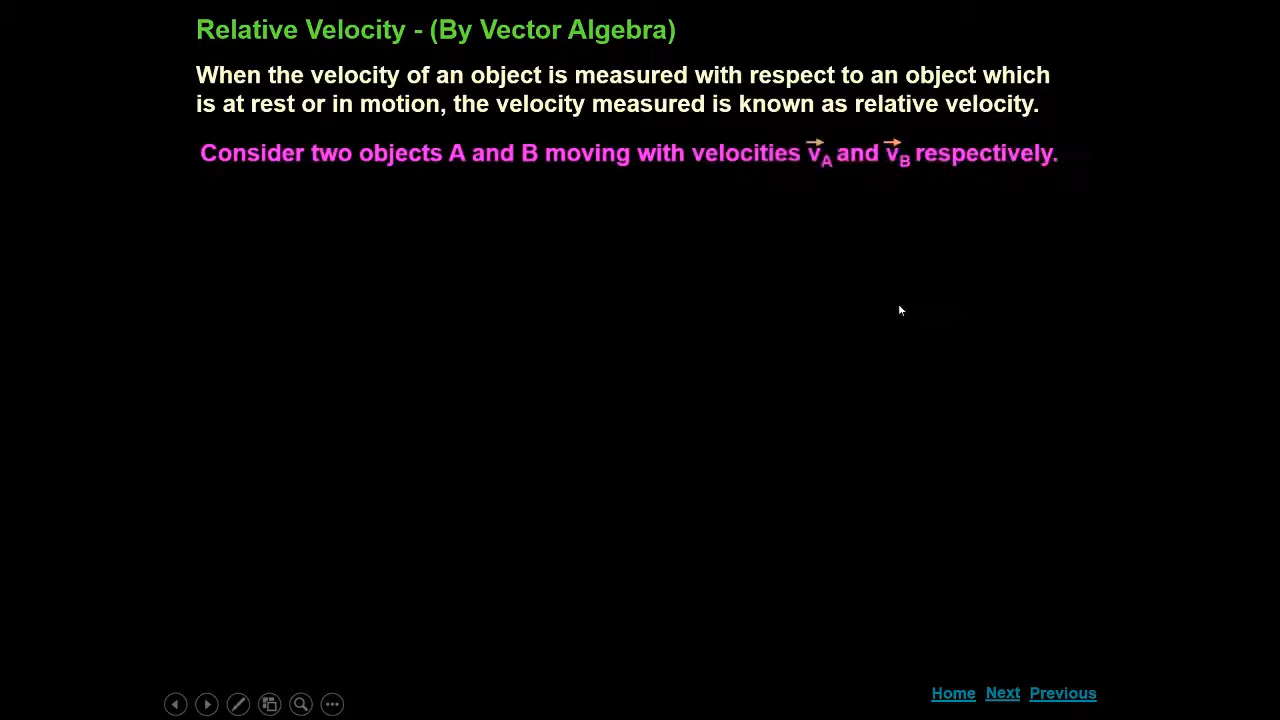 Relative Velocity - (By Vector Algebra)
When the velocity of an object is measured with respect to an object which
is at rest or in motion, the velocity measured is known as relative velocity.
Consider two objects A and B moving with velocities v⃗A and v⃗B respectively.
Home Next Previous